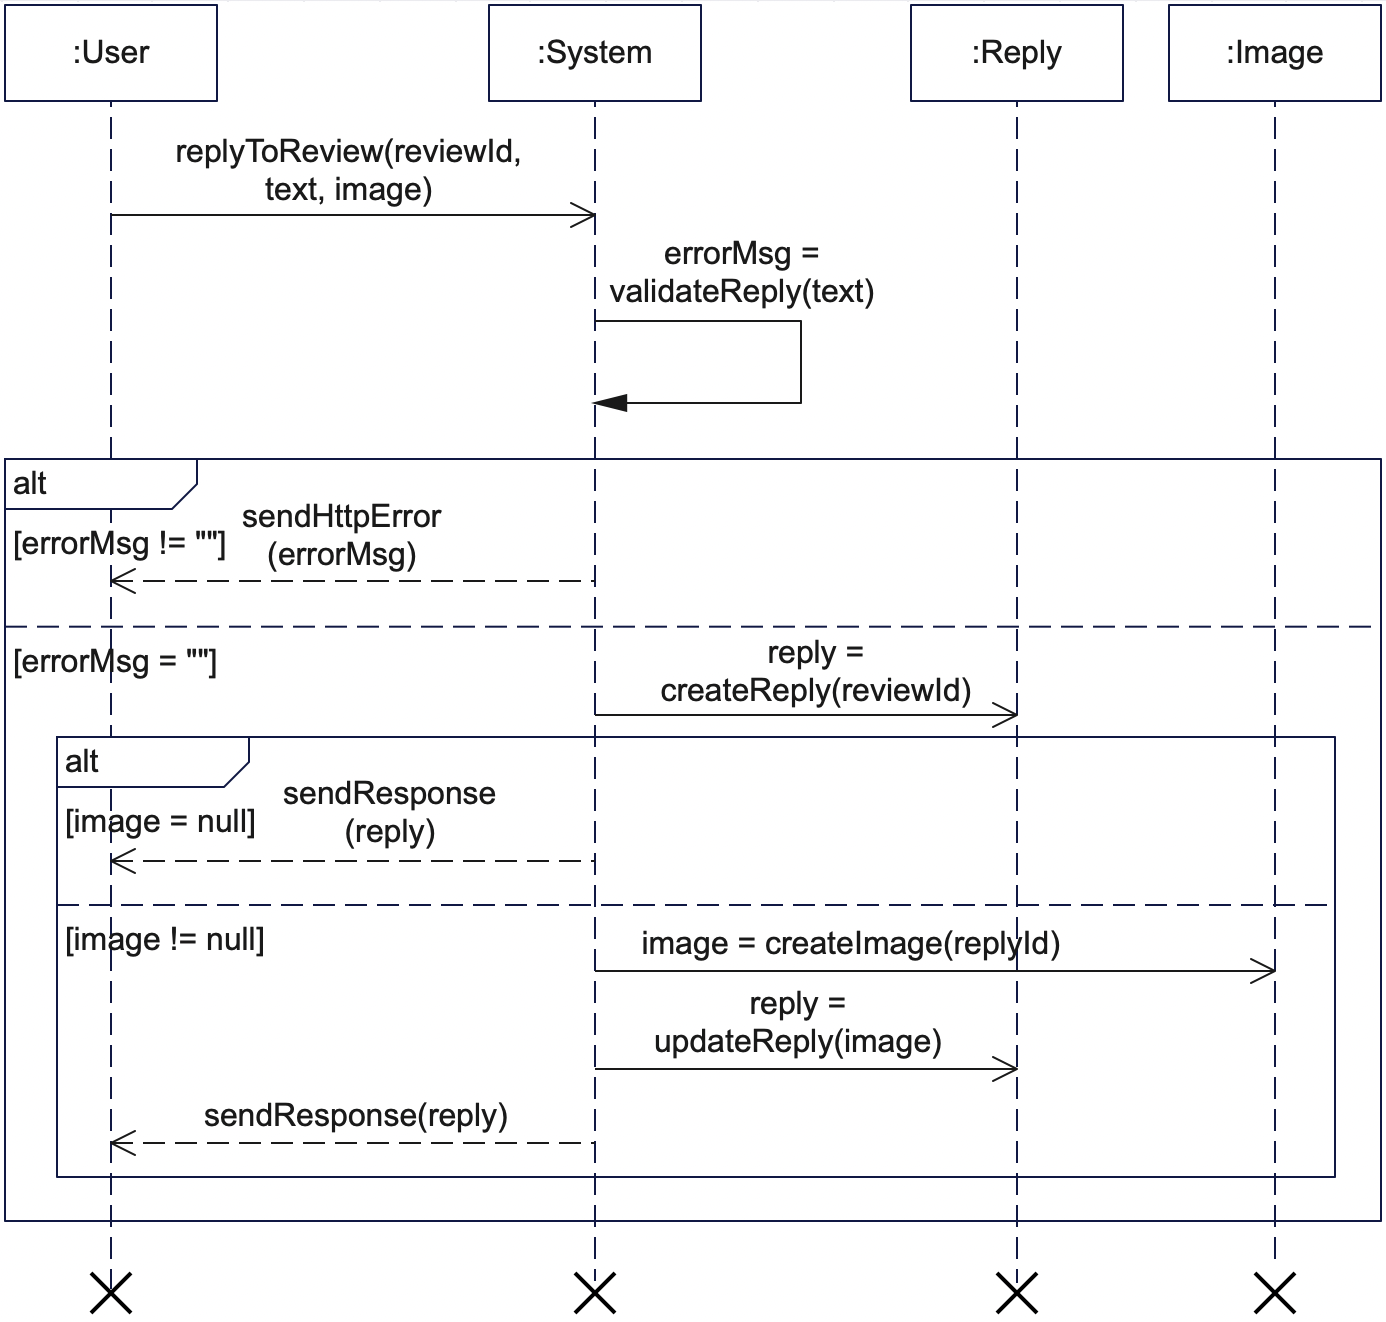 :User
:System
:Reply
:Image
replyToReview(reviewId,
text, image)
errorMsg =
validateReply(text)
alt
sendHttpError
(errorMsg)
[errorMsg != ""]
[errorMsg = ""]
reply =
createReply(reviewId)
alt
sendResponse
(reply)
[image = null]
[image != null]
image = createImage(replyId)
reply =
updateReply(image)
sendResponse(reply)